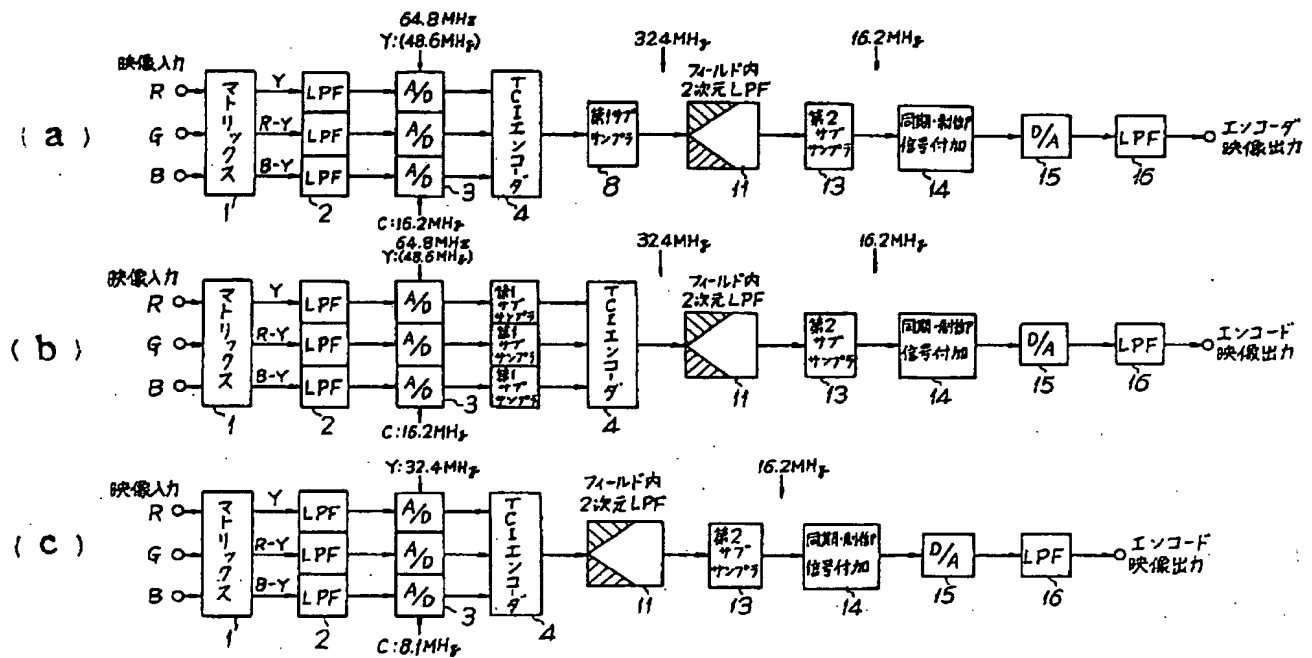 (a)
64.8MHz
Y:(48.6MHz)
映像入力
R
G
B
マトリックス
1
Y
R-Y
B-Y
LPF
LPF
LPF
2
A/D
A/D
A/D
3
C:16.2MHz
TCIエンコーダ
4
第1サブ
サンプラ
8
32.4MHz
フィールド内
2次元LPF
11
16.2MHz
第2
サブ
サンプラ
13
同期・制御
信号付加
14
D/A
15
LPF
16
エンコーダ
映像出力
(b)
64.8MHz
Y:(48.6MHz)
映像入力
R
G
B
マトリックス
1
Y
R-Y
B-Y
LPF
LPF
LPF
2
A/D
A/D
A/D
3
C:16.2MHz
第1
サブ
サンプラ
第1
サブ
サンプラ
第1
サブ
サンプラ
TCIエンコーダ
4
32.4MHz
フィールド内
2次元LPF
11
16.2MHz
第2
サブ
サンプラ
13
同期・制御
信号付加
14
D/A
15
LPF
16
エンコード
映像出力
(c)
Y:32.4MHz
映像入力
R
G
B
マトリックス
1
Y
R-Y
B-Y
LPF
LPF
LPF
2
A/D
A/D
A/D
3
C:8.1MHz
TCIエンコーダ
4
フィールド内
2次元LPF
11
16.2MHz
第2
サブ
サンプラ
13
同期・制御
信号付加
14
D/A
15
LPF
16
エンコード
映像出力